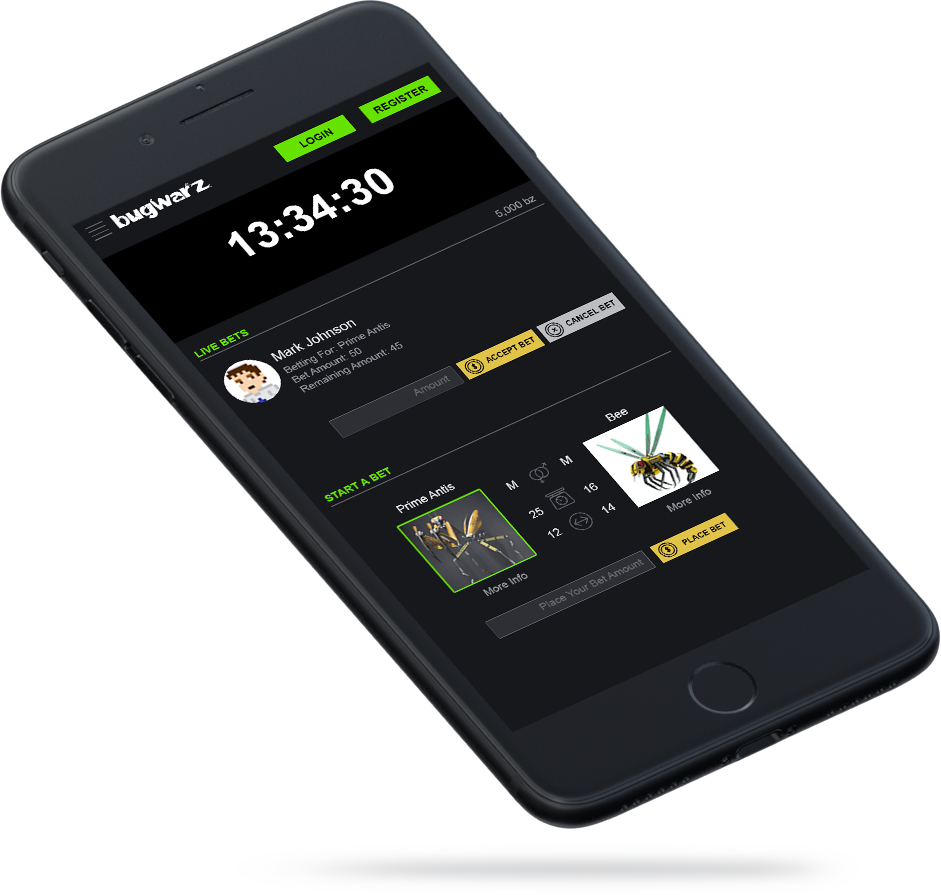 LOGIN
REGISTER
bugwarz
13:34:30
5,000 bz
LIVE BETS
Mark Johnson
Betting For: Prime Antis
Bet Amount: 50
Remaining Amount: 45
Amount
ACCEPT BET
CANCEL BET
START A BET
Prime Antis
Bee
M
M
25
16
12
14
More Info
More Info
Place Your Bet Amount
PLACE BET